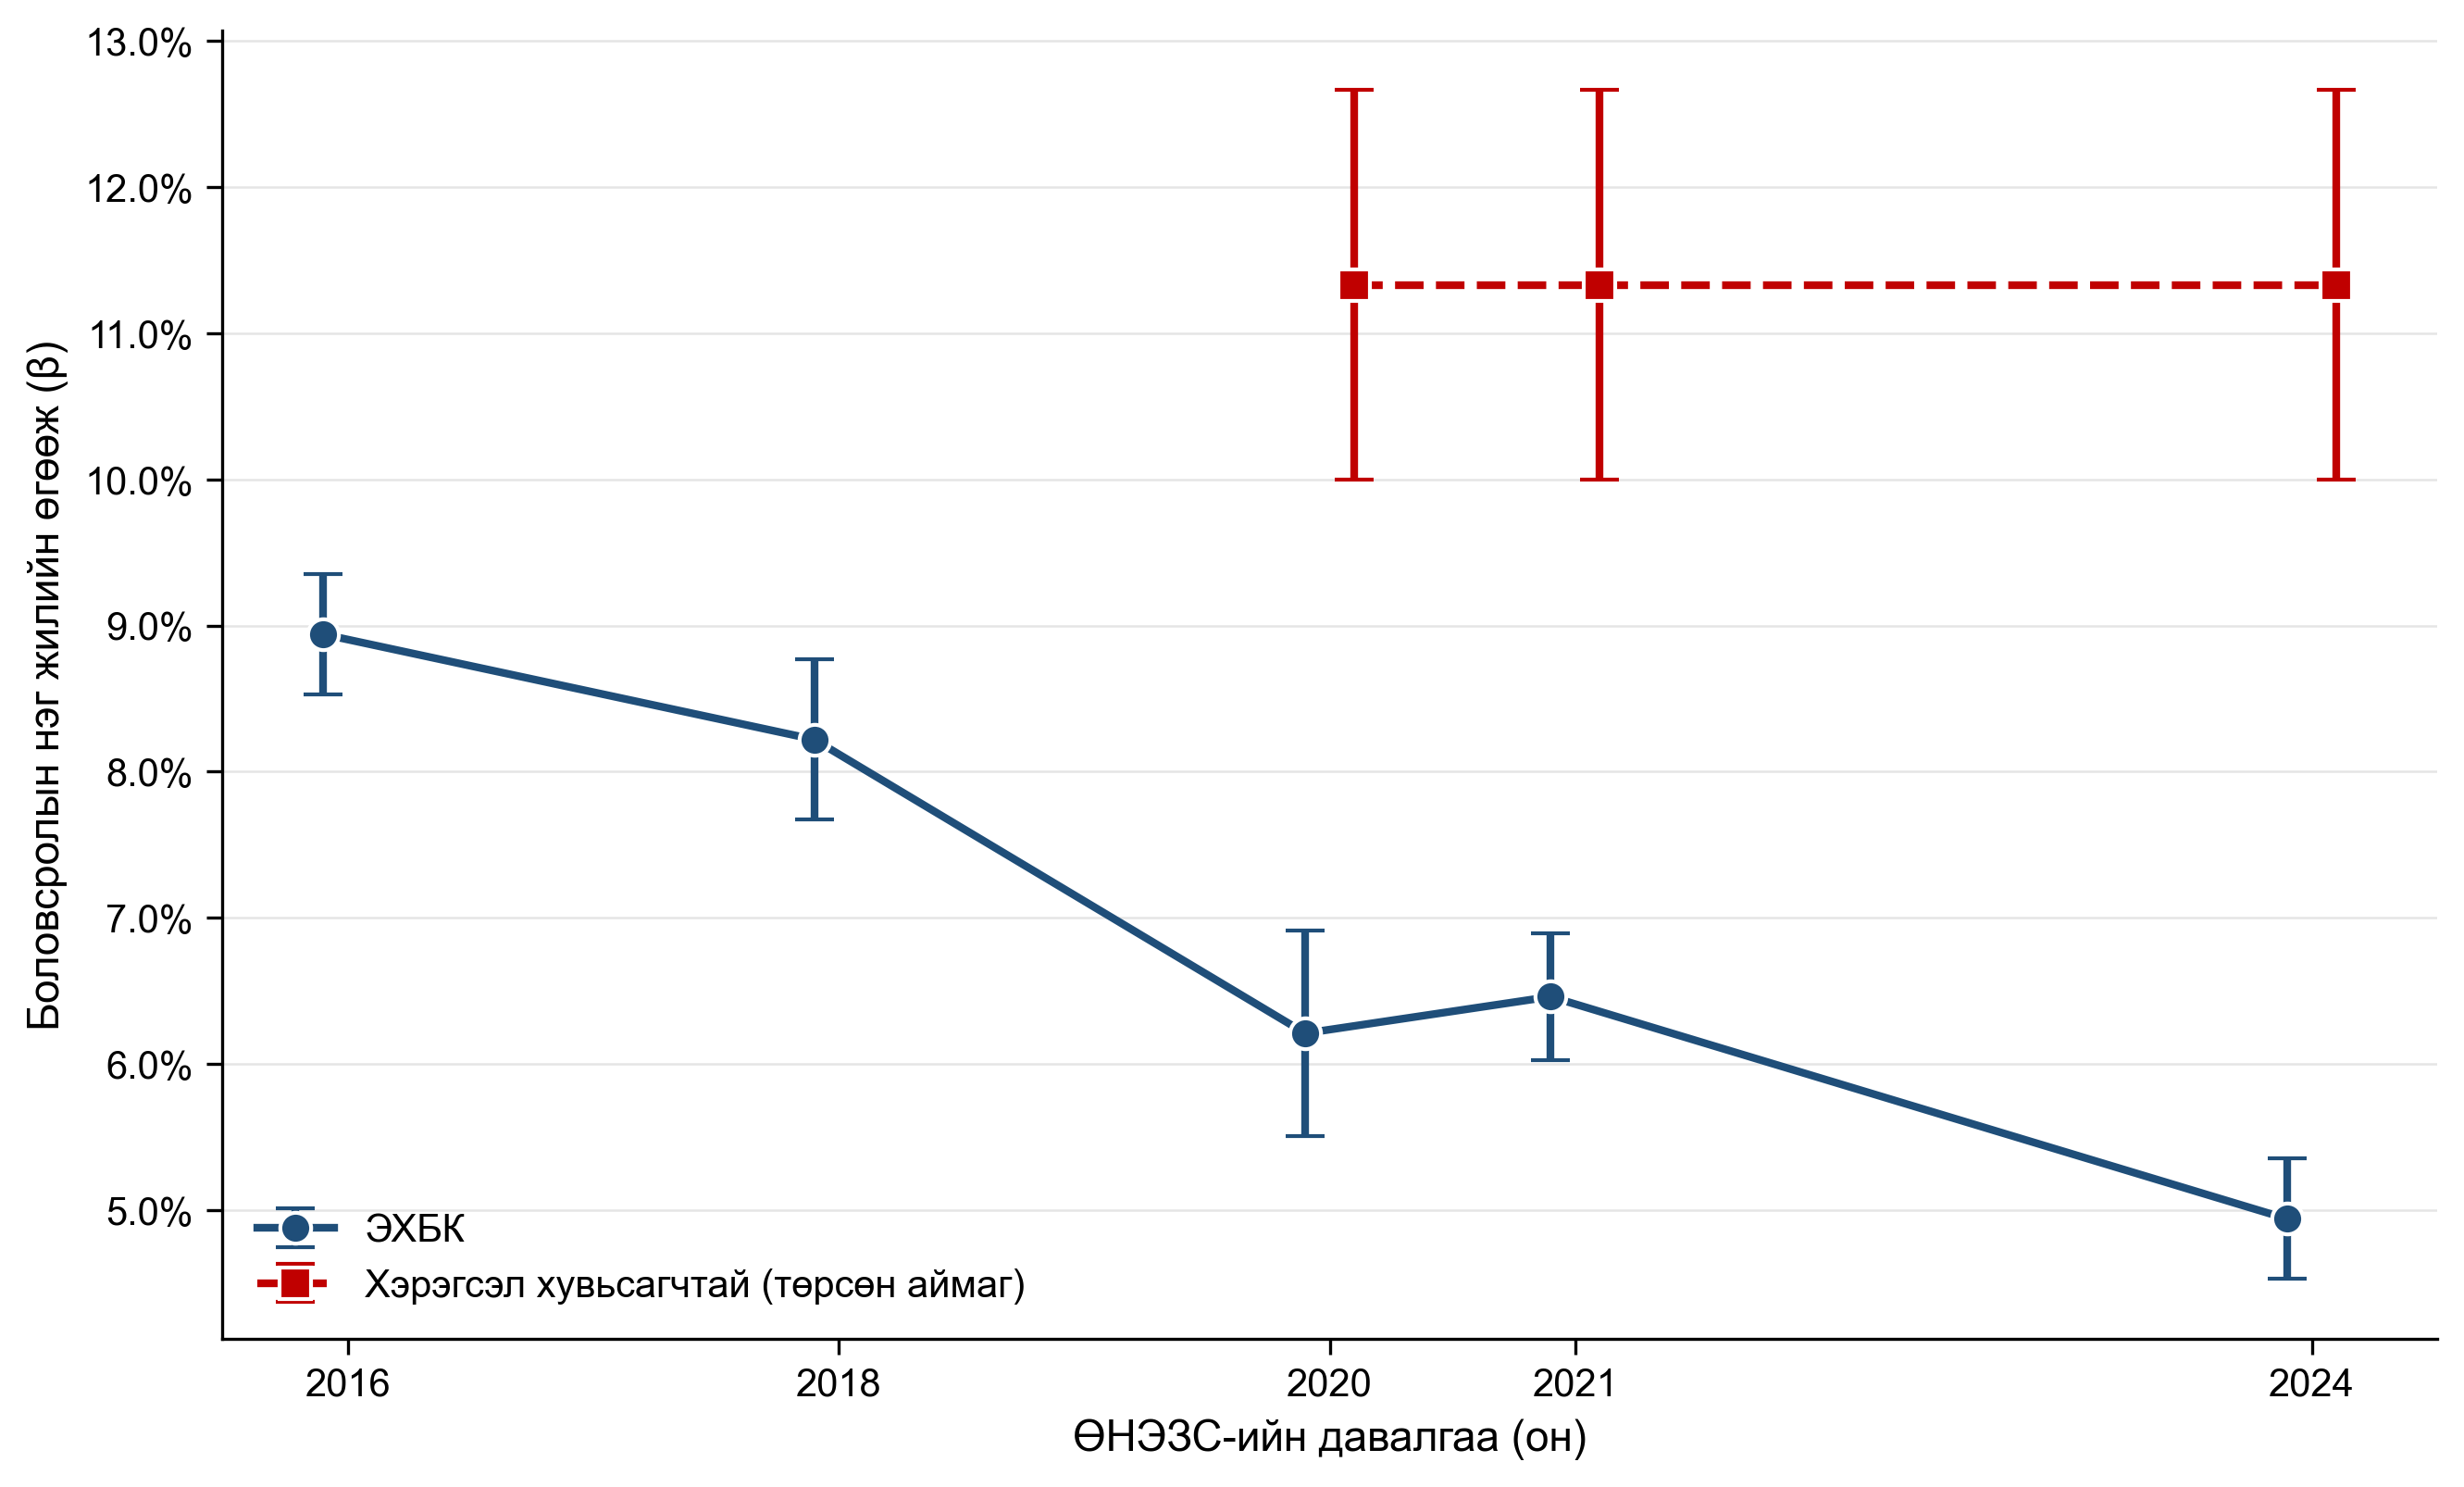 Боловсролын нэг жилийн өгөөж (β)
13.0%
12.0%
11.0%
10.0%
9.0%
8.0%
7.0%
6.0%
5.0%
ЭХБК
Хэрэгсэл хувьсагчтай (төрсөн аймаг)
2016 2018 2020 2021 2024
ӨНЭЗС-ийн давалгаа (он)